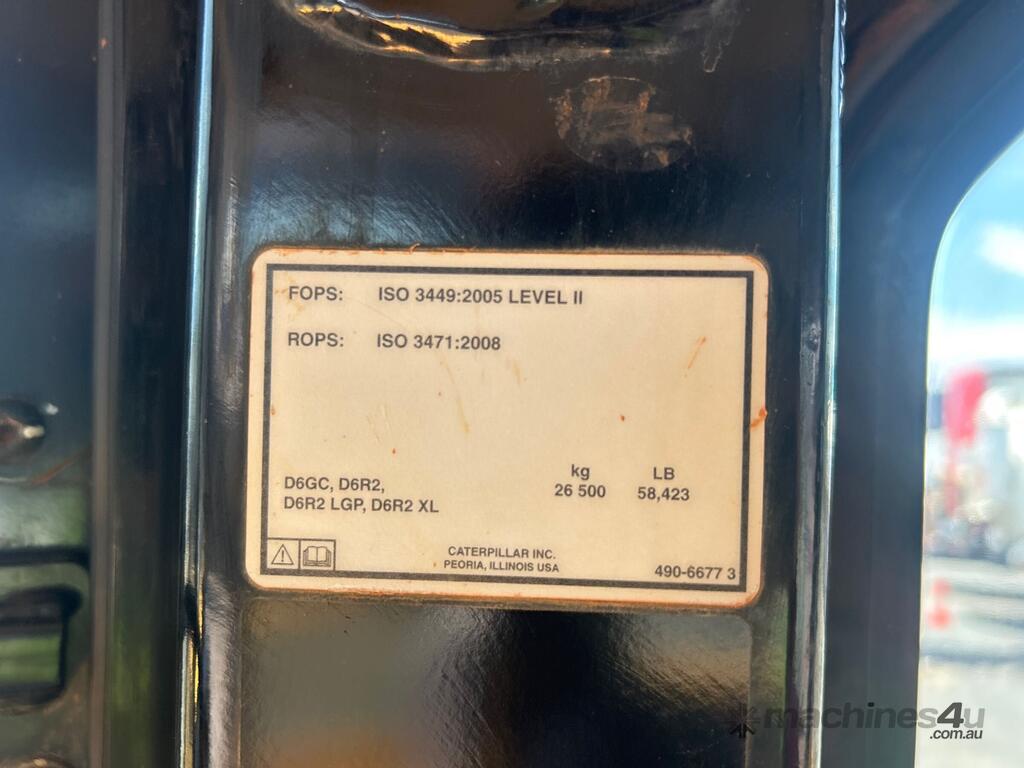 FOPS: ISO 3449:2005 LEVEL II
ROPS: ISO 3471:2008
kg LB
D6GC, D6R2, 26 500 58,423
D6R2 LGP, D6R2 XL
CATERPILLAR INC.
PEORIA, ILLINOIS USA
490-6677 3
machines4u
.com.au